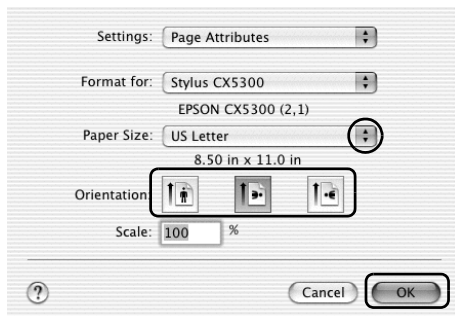 Settings: Page Attributes
Format for: Stylus CX5300
EPSON CX5300 (2,1)
Paper Size: US Letter
8.50 in x 11.0 in
Orientation:
Scale: 100 %
? Cancel OK